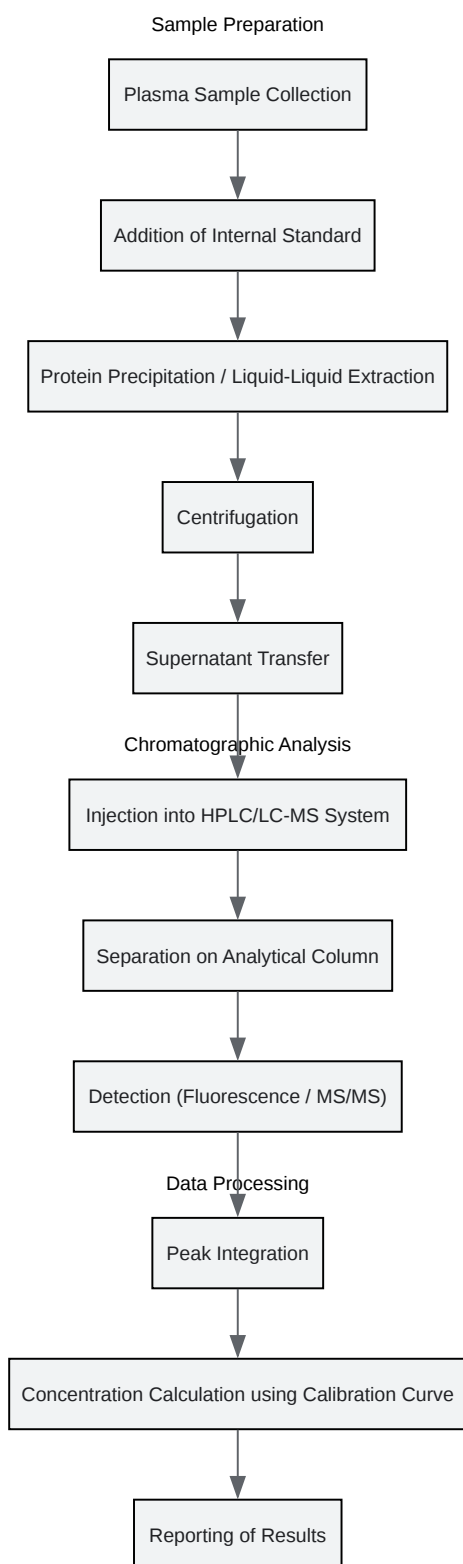 Sample Preparation
Plasma Sample Collection
Addition of Internal Standard
Protein Precipitation / Liquid-Liquid Extraction
Centrifugation
Supernatant Transfer
Chromatographic Analysis
Injection into HPLC/LC-MS System
Separation on Analytical Column
Detection (Fluorescence / MS/MS)
Data Processing
Peak Integration
Concentration Calculation using Calibration Curve
Reporting of Results